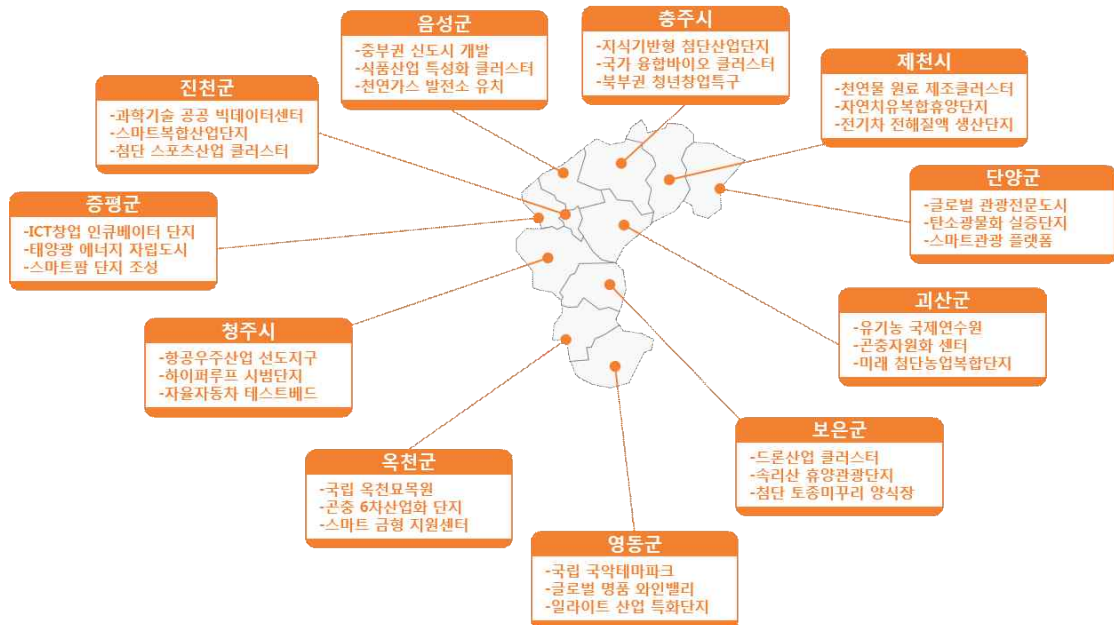 음성군
-중부권 신도시 개발
-식품산업 특성화 클러스터
-천연가스 발전소 유치
충주시
-지식기반형 첨단산업단지
-국가 융합바이오 클러스터
-북부권 청년창업특구
제천시
-천연물 원료 제조클러스터
-자연치유복합휴양단지
-전기차 전해질액 생산단지
진천군
-과학기술 공공 빅데이터센터
-스마트복합산업단지
-첨단 스포츠산업 클러스터
단양군
-글로벌 관광전문도시
-탄소광물화 실증단지
-스마트관광 플랫폼
증평군
-ICT창업 인큐베이터 단지
-태양광 에너지 자립도시
-스마트팜 단지 조성
괴산군
-유기농 국제연수원
-곤충자원화 센터
-미래 첨단농업복합단지
청주시
-항공우주산업 선도지구
-하이퍼루프 시범단지
-자율자동차 테스트베드
보은군
-드론산업 클러스터
-속리산 휴양관광단지
-첨단 토종미꾸리 양식장
옥천군
-국립 옥천묘목원
-곤충 6차산업화 단지
-스마트 금형 지원센터
영동군
-국립 국악테마파크
-글로벌 명품 와인밸리
-일라이트 산업 특화단지